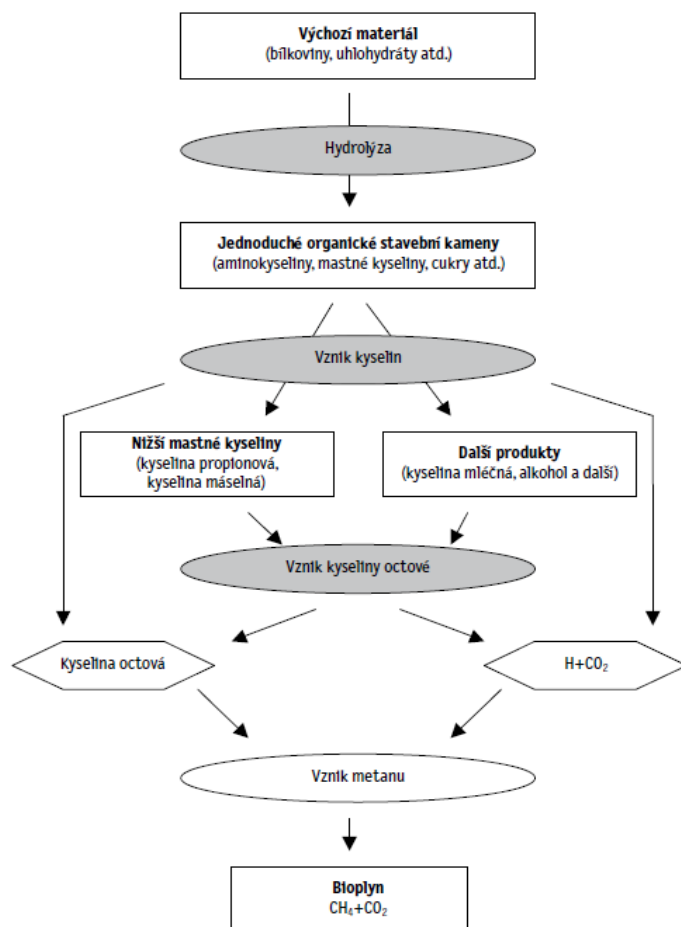 Výchozí materiál
(bílkoviny, uhlohydráty atd.)
Hydrolýza
Jednoduché organické stavební kameny
(aminokyseliny, mastné kyseliny, cukry atd.)
Vznik kyselin
Nižší mastné kyseliny
(kyselina propionová,
kyselina máselná)
Další produkty
(kyselina mléčná, alkohol a další)
Vznik kyseliny octové
Kyselina octová
H+CO₂
Vznik metanu
Bioplyn
CH₄+CO₂